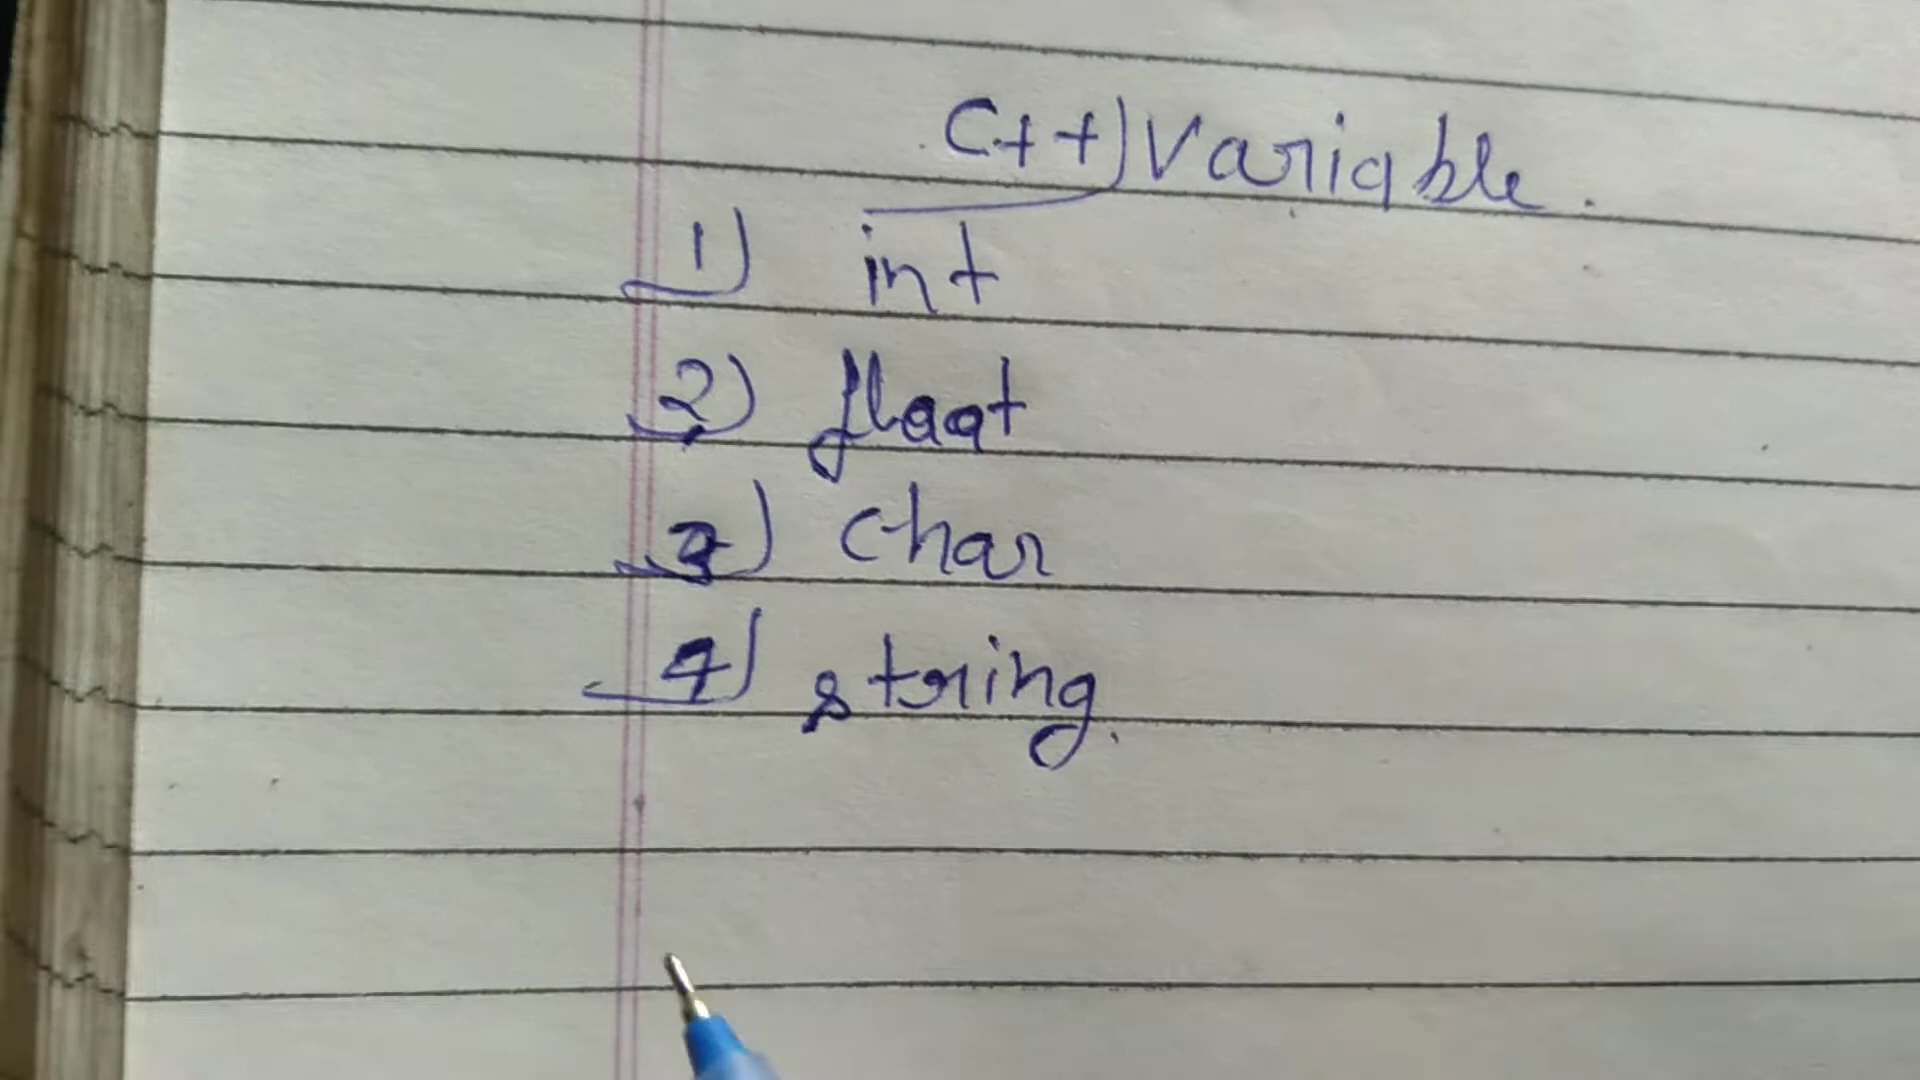 C++) Variable.
1) int
2) float
3) char
4) string.